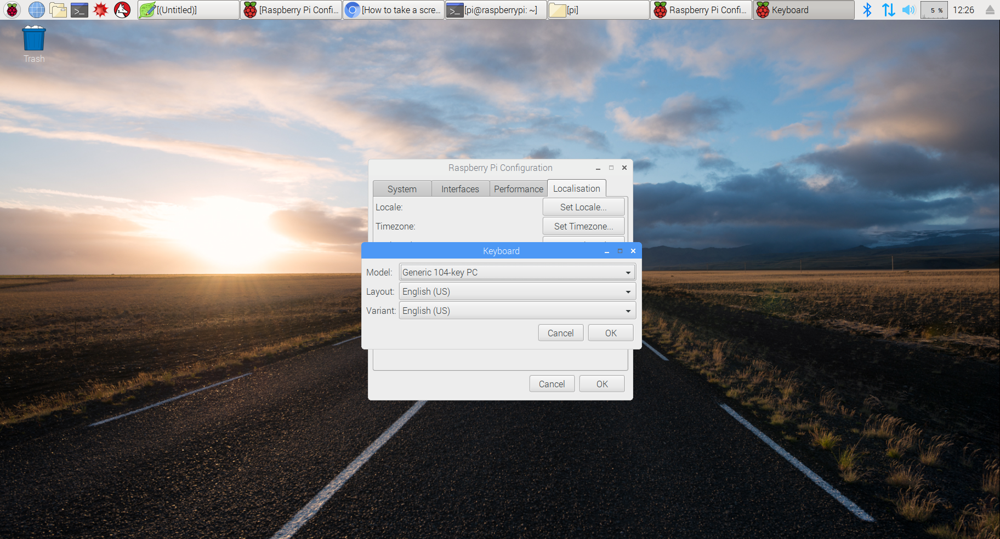 [(Untitled)]
[Raspberry Pi Confi...
[How to take a scre...
[pi@raspberrypi: ~]
[pi]
Raspberry Pi Confi...
Keyboard
5 %
12:26
Trash
Raspberry Pi Configuration
System
Interfaces
Performance
Localisation
Locale:
Set Locale...
Timezone:
Set Timezone...
Keyboard
Model:
Generic 104-key PC
Layout:
English (US)
Variant:
English (US)
Cancel
OK
Cancel
OK